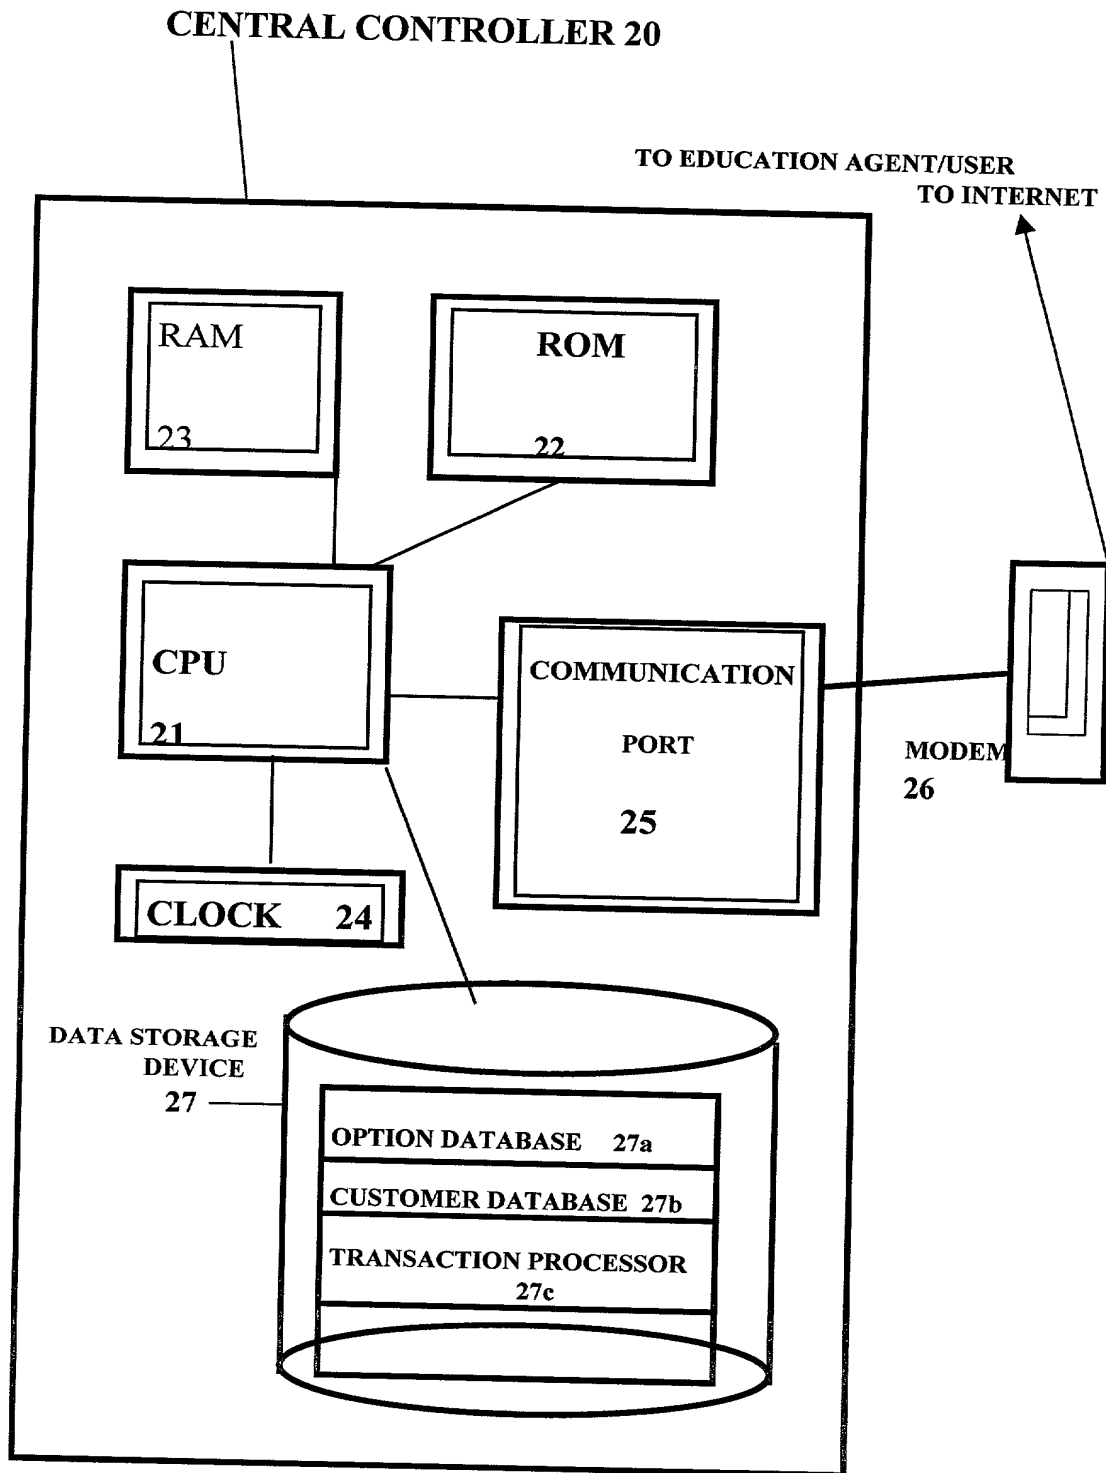 CENTRAL CONTROLLER 20
TO EDUCATION AGENT/USER
TO INTERNET
RAM
23
ROM
22
CPU
21
COMMUNICATION
PORT
25
MODEM
26
CLOCK 24
DATA STORAGE
DEVICE
27
OPTION DATABASE 27a
CUSTOMER DATABASE 27b
TRANSACTION PROCESSOR
27c